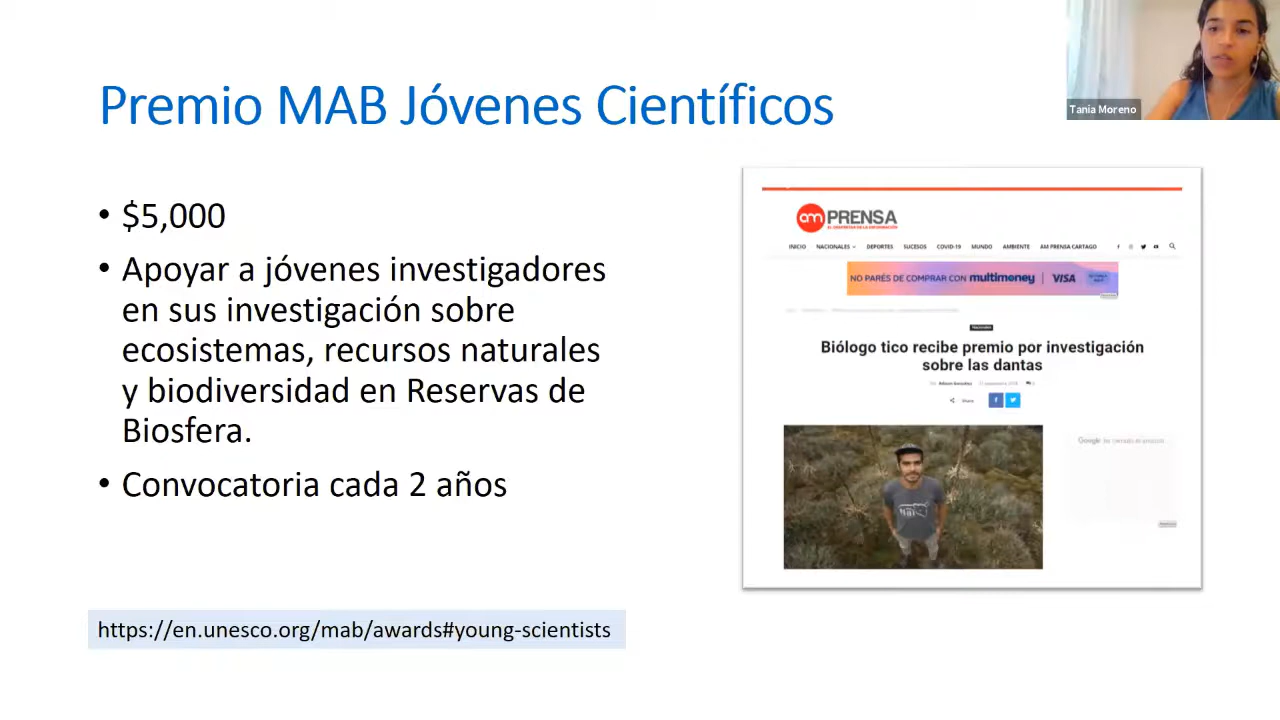 Premio MAB Jóvenes Científicos
Tania Moreno
• $5,000
• Apoyar a jóvenes investigadores
en sus investigación sobre
ecosistemas, recursos naturales
y biodiversidad en Reservas de
Biosfera.
• Convocatoria cada 2 años
https://en.unesco.org/mab/awards#young-scientists
am PRENSA
INICIO NACIONALES DEPORTES SUCESOS COVID-19 MUNDO AMBIENTE AM PRENSA CARTAGO
NO PARÉS DE COMPRAR CON multimoney | VISA
Biólogo tico recibe premio por investigación
sobre las dantas
Share
Google